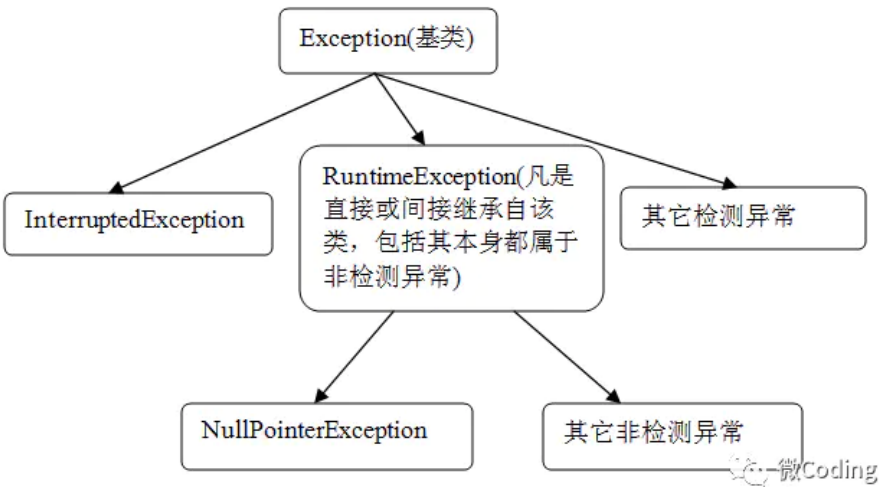 Exception(基类)
RuntimeException(凡是
直接或间接继承自该
类，包括其本身都属于
非检测异常)
InterruptedException
其它检测异常
NullPointerException
其它非检测异常
微Coding